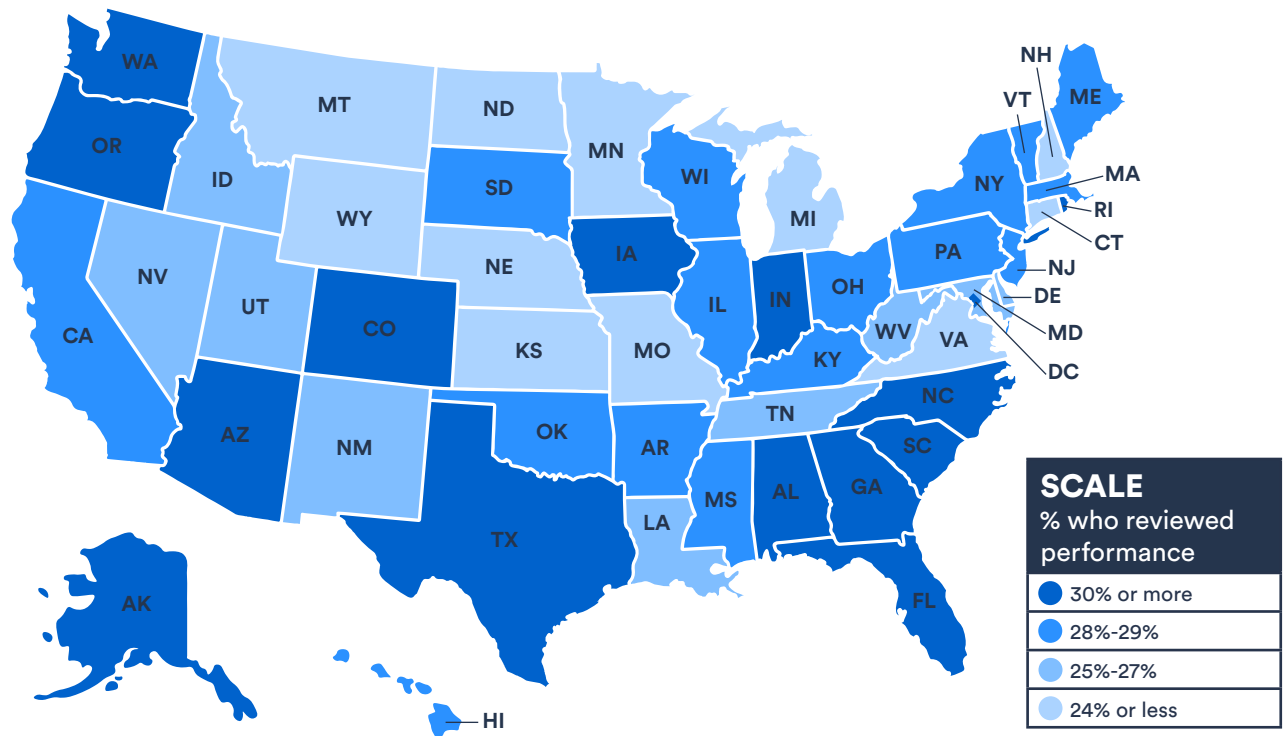 NH
WA
ME
VT
MT
ND
OR
MN
MA
ID
WI
NY
SD
RI
WY
MI
CT
PA
IA
NE
NJ
NV
OH
DE
UT
IL
IN
CO
WV
MD
CA
VA
KS
MO
KY
DC
NC
TN
AZ
OK
SC
NM
AR
GA
MS
AL
LA
TX
FL
AK
HI
SCALE
% who reviewed
performance
30% or more
28%-29%
25%-27%
24% or less